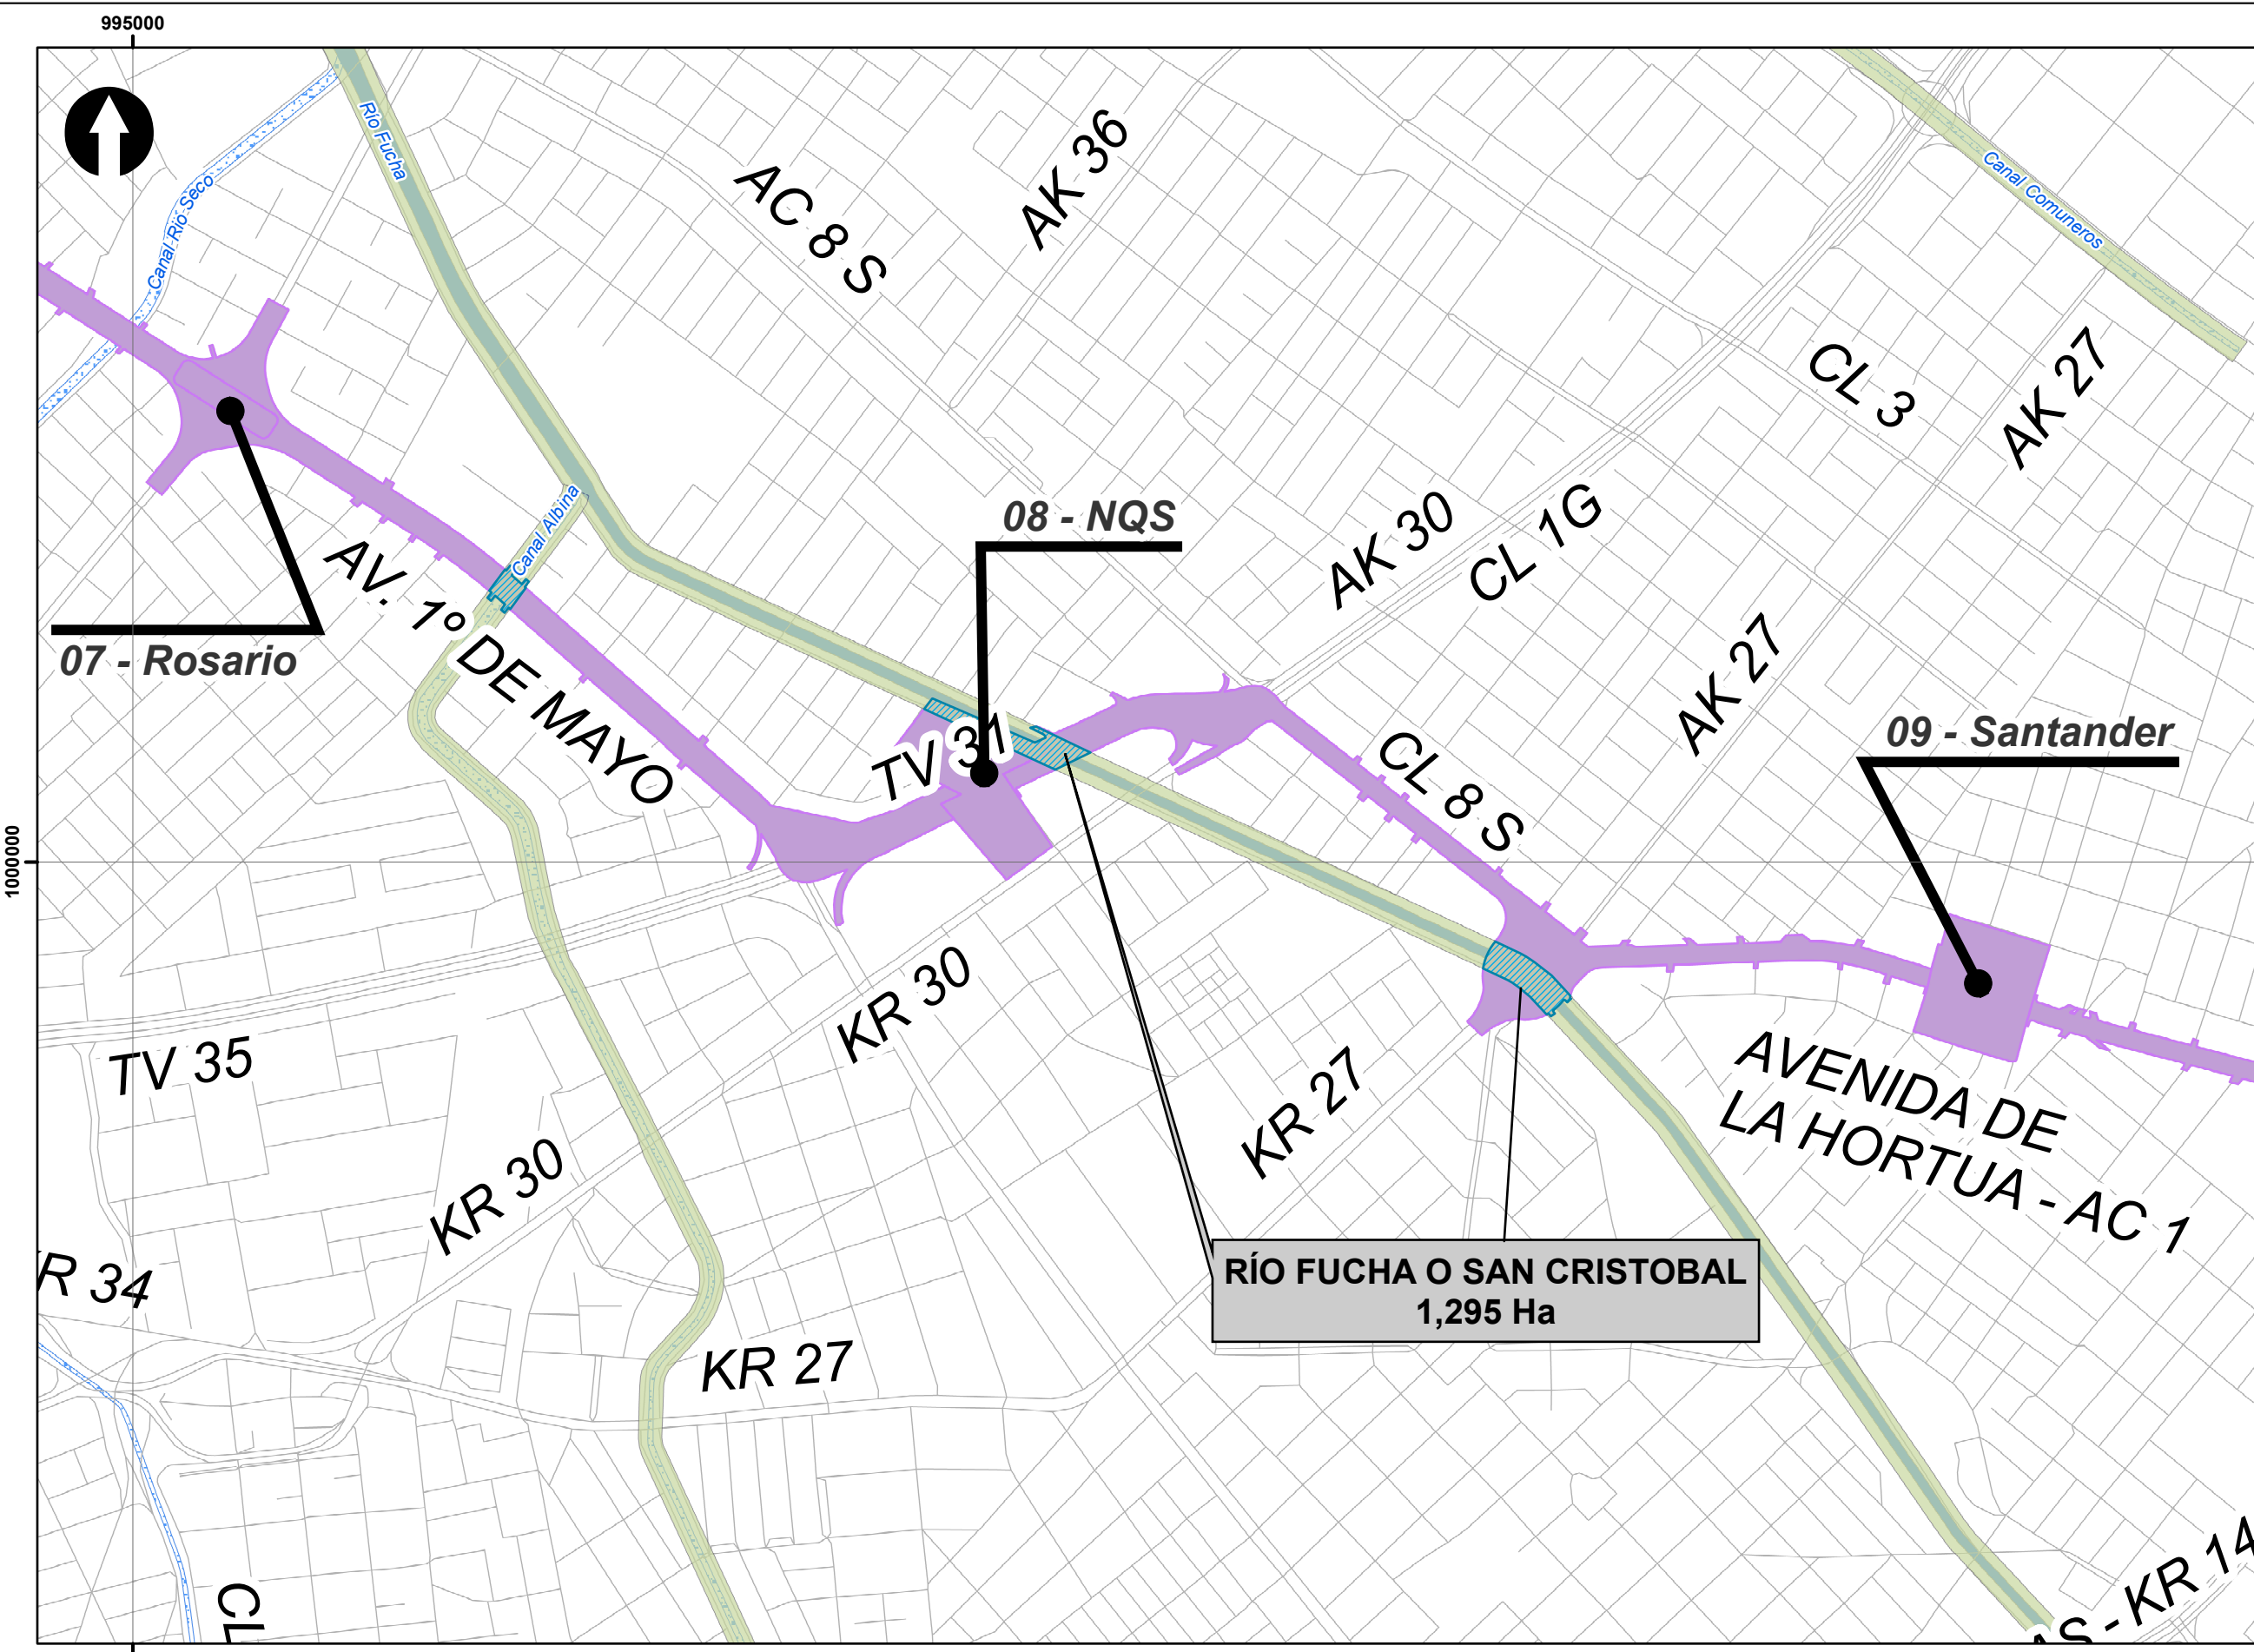 995000
1000000
Río Fucha
Canal Río Seco
AC 8 S
AK 36
Canal Comuneros
CL 3
AK 27
08 - NQS
AK 30
CL 1G
Canal Albina
AV. 1º DE MAYO
07 - Rosario
AK 27
09 - Santander
TV 31
CL 8 S
KR 30
TV 35
AVENIDA DE
LA HORTUA - AC 1
KR 27
KR 30
R 34
RÍO FUCHA O SAN CRISTOBAL
1,295 Ha
KR 27
CL
AS - KR 14